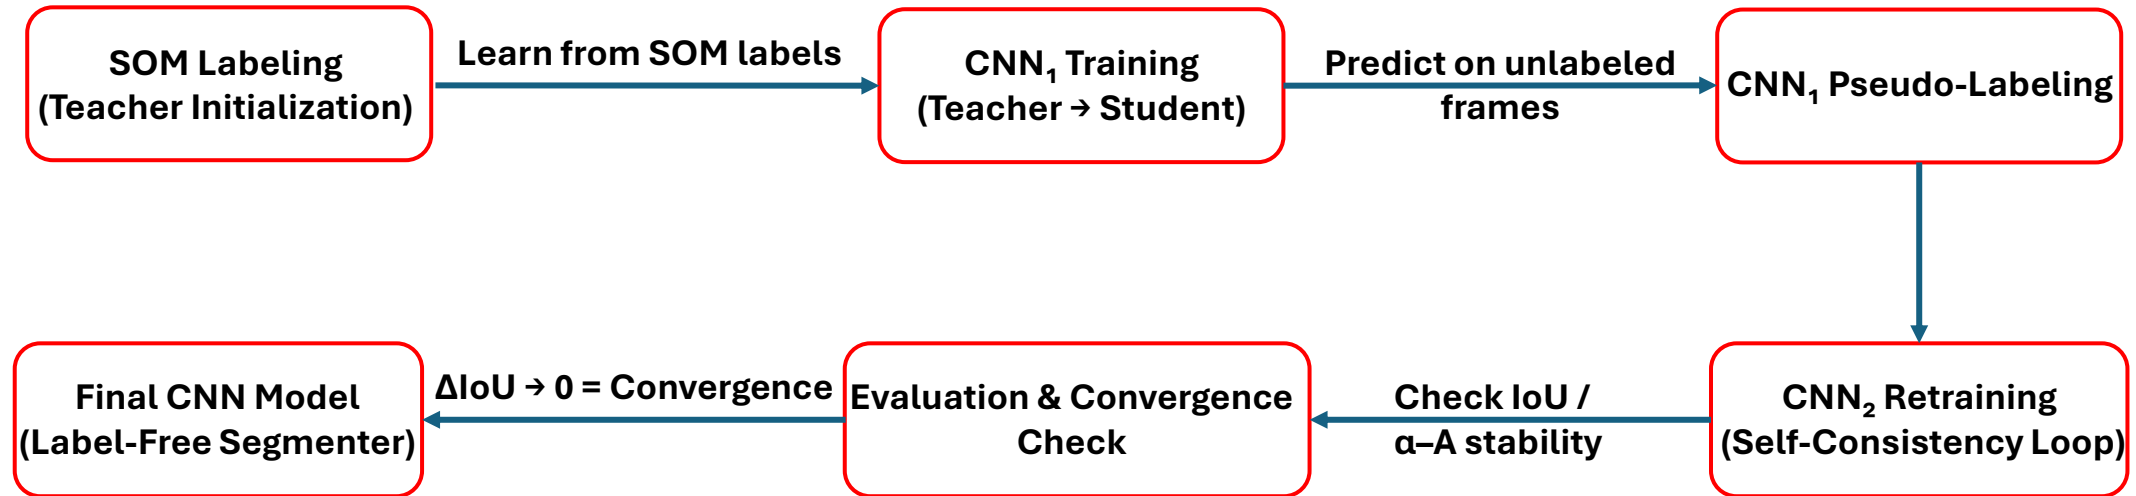 SOM Labeling
(Teacher Initialization)
Learn from SOM labels
CNN₁ Training
(Teacher → Student)
Predict on unlabeled
frames
CNN₁ Pseudo-Labeling
CNN₂ Retraining
(Self-Consistency Loop)
Check IoU /
α–A stability
Evaluation & Convergence
Check
ΔIoU → 0 = Convergence
Final CNN Model
(Label-Free Segmenter)